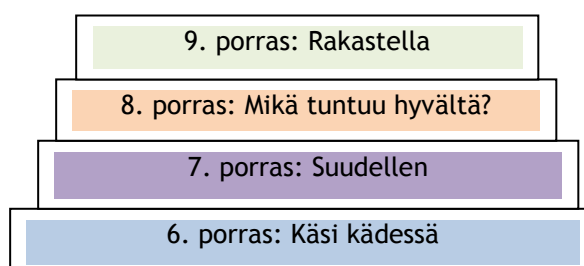 9. porras: Rakastella
8. porras: Mikä tuntuu hyvältä?
7. porras: Suudellen
6. porras: Käsi kädessä